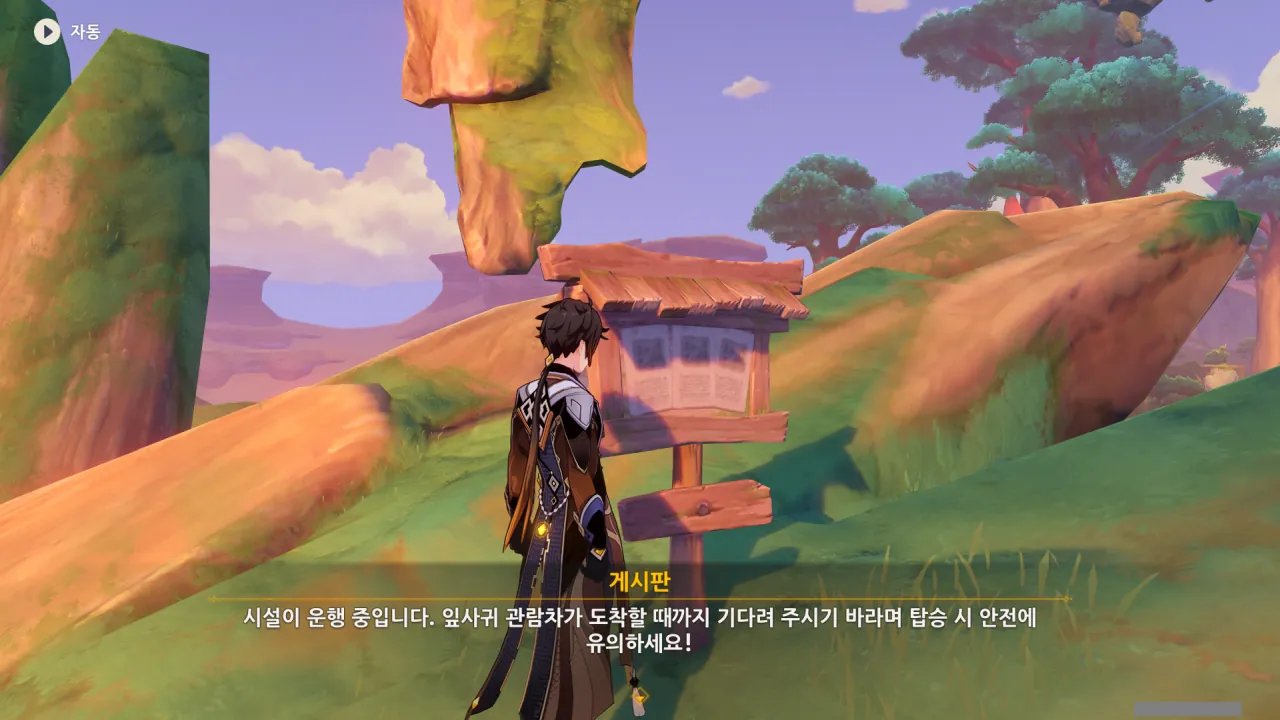 자동
게시판
시설이 운행 중입니다. 잎사귀 관람차가 도착할 때까지 기다려 주시기 바라며 탑승 시 안전에
유의하세요!